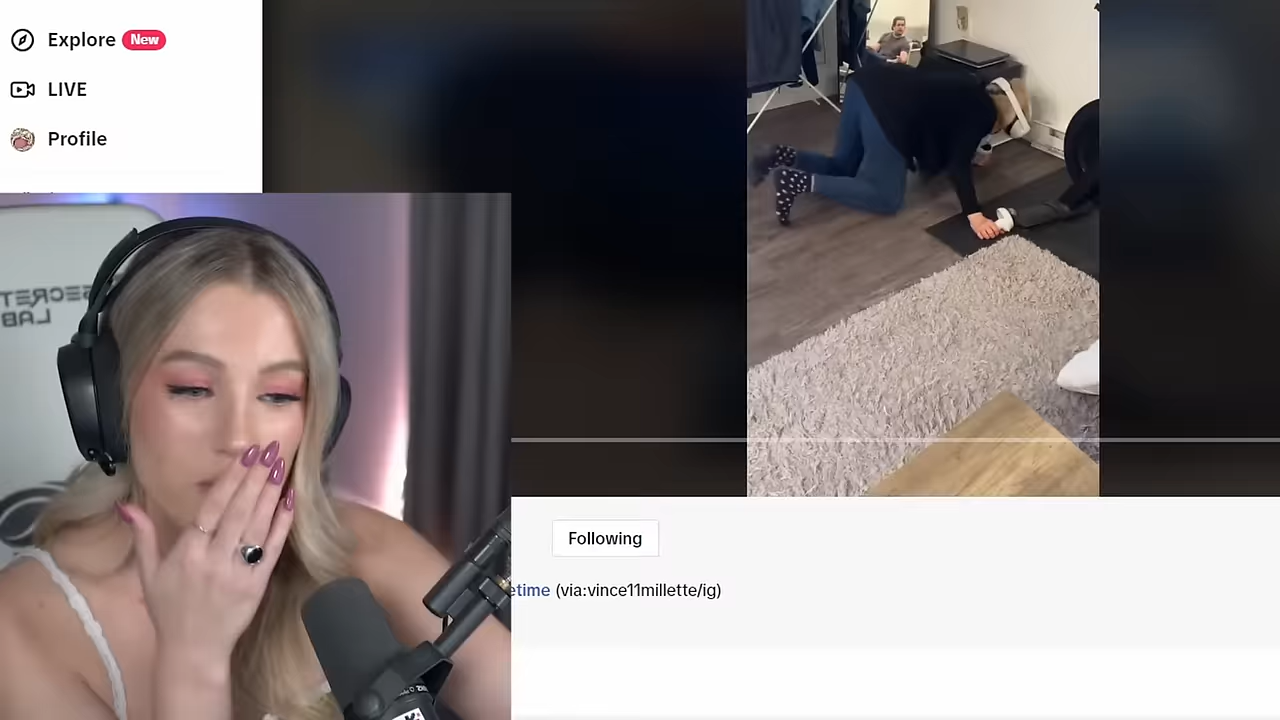 Explore New
LIVE
Profile
SECRET
LAB
Following
etime (via:vince11millette/ig)